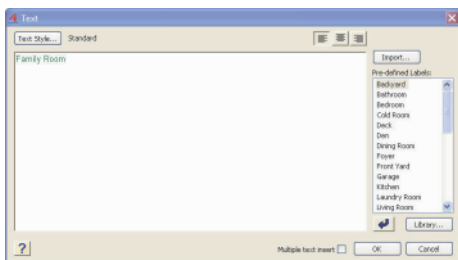 Text
Text Style... Standard
Import...
Family Room
Pre-defined Labels:
Backyard
Bathroom
Bedroom
Cold Room
Deck
Den
Dining Room
Foyer
Front Yard
Garage
Kitchen
Laundry Room
Living Room
Library...
? Multiple text insert OK Cancel